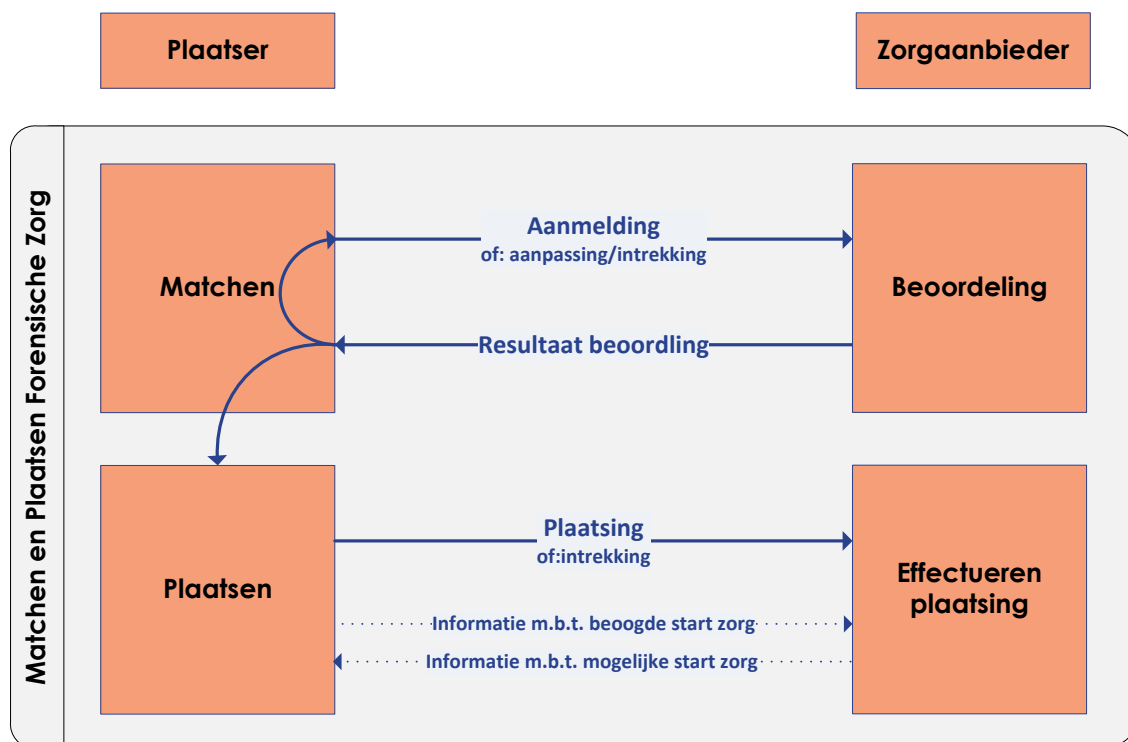 Plaatser
Zorgaanbieder
Matchen en Plaatsen Forensische Zorg
Matchen
Aanmelding
of: aanpassing/intrekking
Beoordeling
Resultaat beoordling
Plaatsen
Plaatsing
of:intrekking
Effectueren
plaatsing
Informatie m.b.t. beoogde start zorg
Informatie m.b.t. mogelijke start zorg